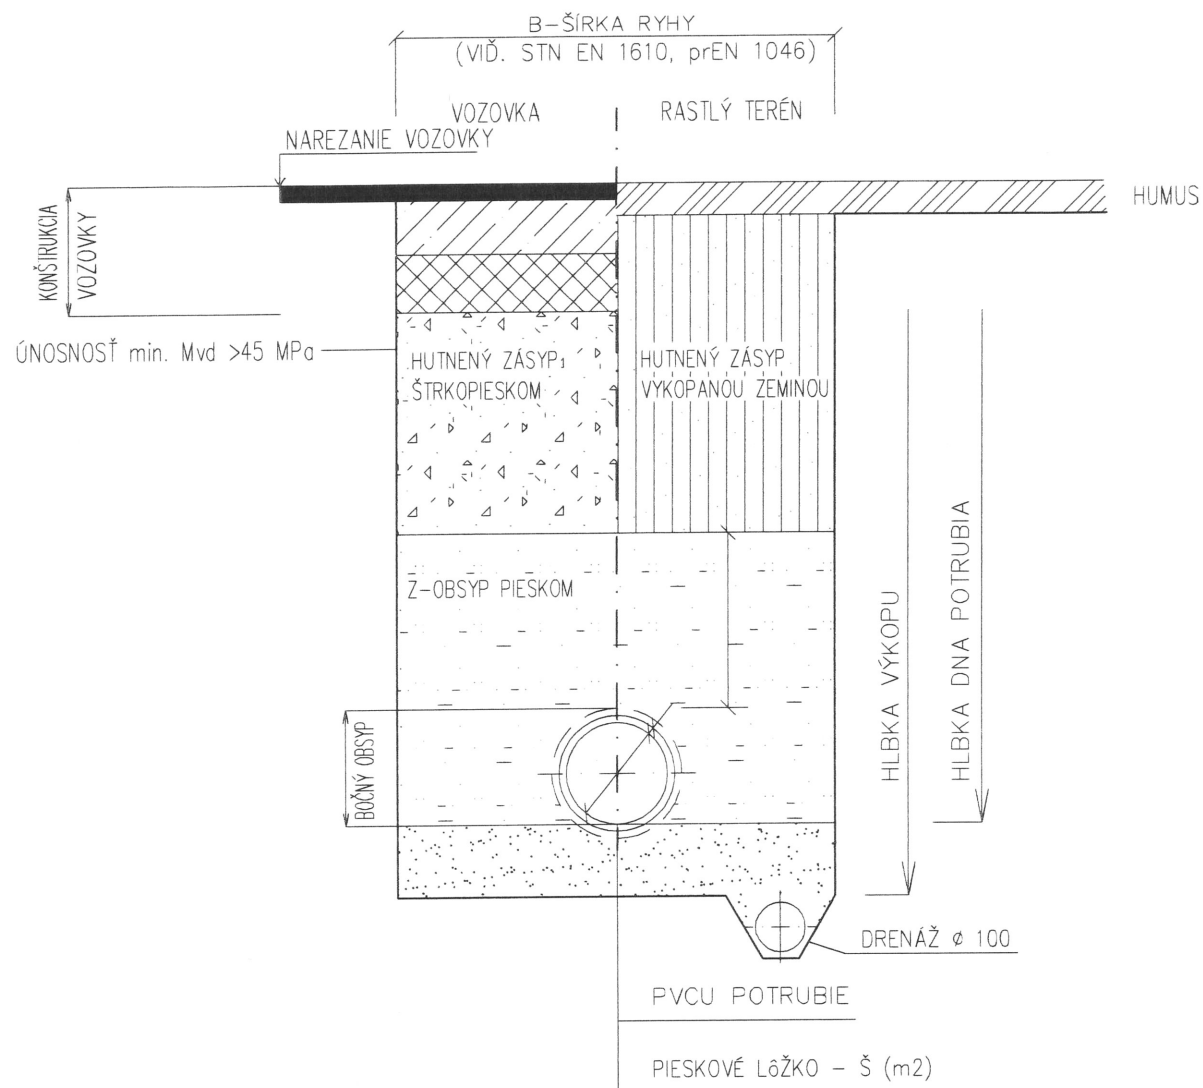 B-ŠÍRKA RYHY
(VIĎ. STN EN 1610, prEN 1046)
VOZOVKA
RASTLÝ TERÉN
NAREZANIE VOZOVKY
HUMUS
KONŠTRUKCIA
VOZOVKY
ÚNOSNOSŤ min. Mvd >45 MPa
HUTNENÝ ZÁSYP
ŠTRKOPIESKOM
HUTNENÝ ZÁSYP
VYKOPANOU ZEMINOU
Z-OBSYP PIESKOM
BOČNÝ OBSYP
HLBKA VÝKOPU
HLBKA DNA POTRUBIA
DRENÁŽ ø 100
PVCU POTRUBIE
PIESKOVÉ LôŽKO - Š (m2)